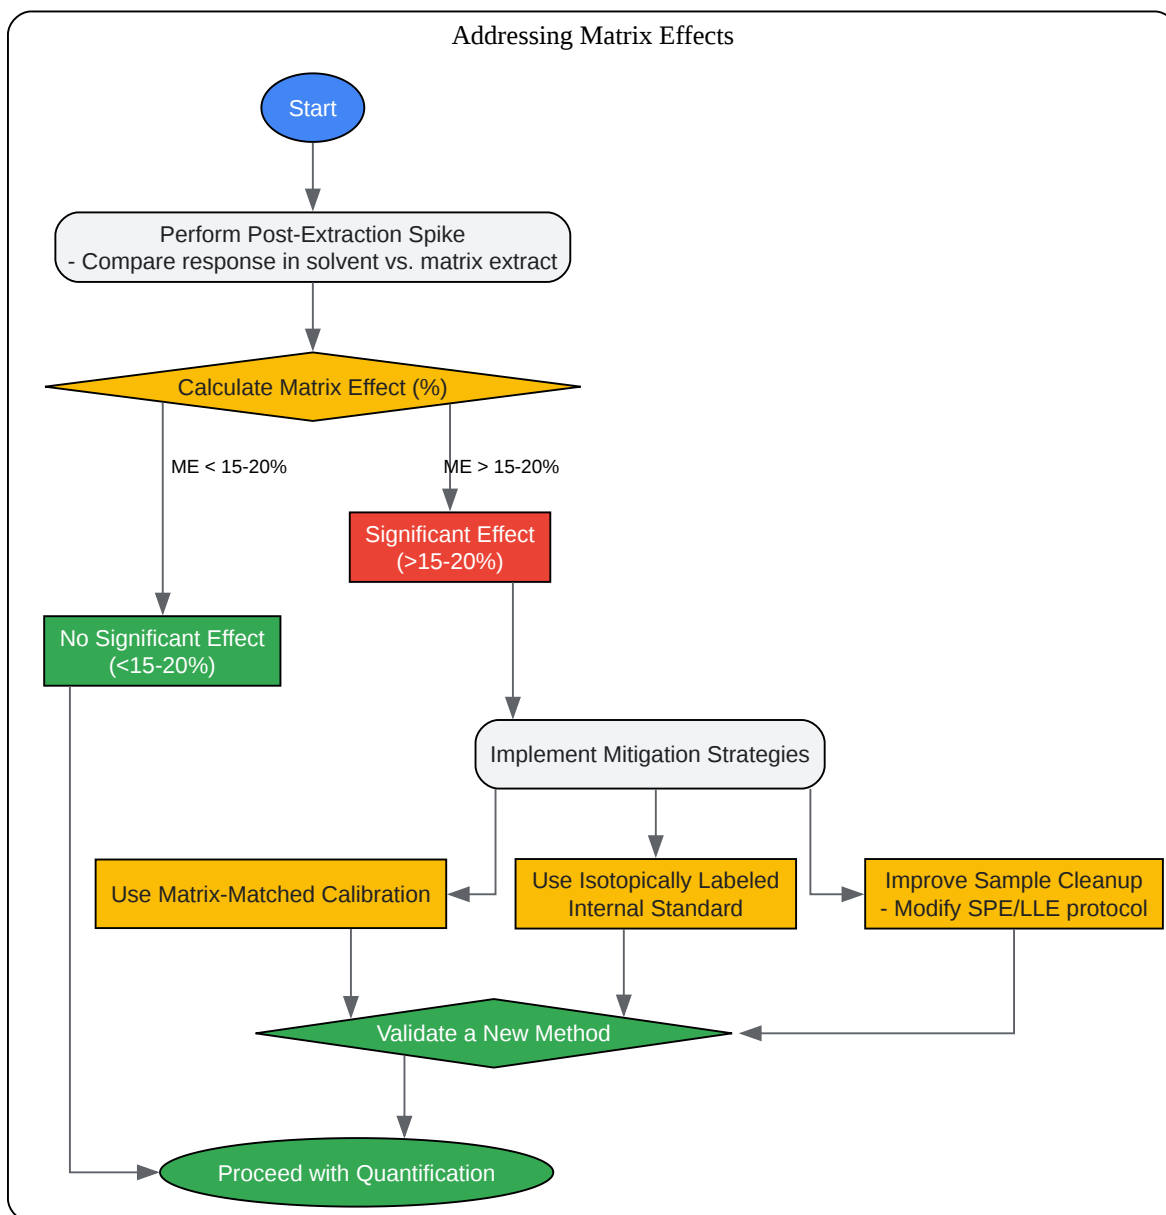 Addressing Matrix Effects
Start
Perform Post-Extraction Spike
- Compare response in solvent vs. matrix extract
Calculate Matrix Effect (%)
ME < 15-20%
ME > 15-20%
Significant Effect
(>15-20%)
No Significant Effect
(<15-20%)
Implement Mitigation Strategies
Use Matrix-Matched Calibration
Use Isotopically Labeled
Internal Standard
Improve Sample Cleanup
- Modify SPE/LLE protocol
Validate a New Method
Proceed with Quantification